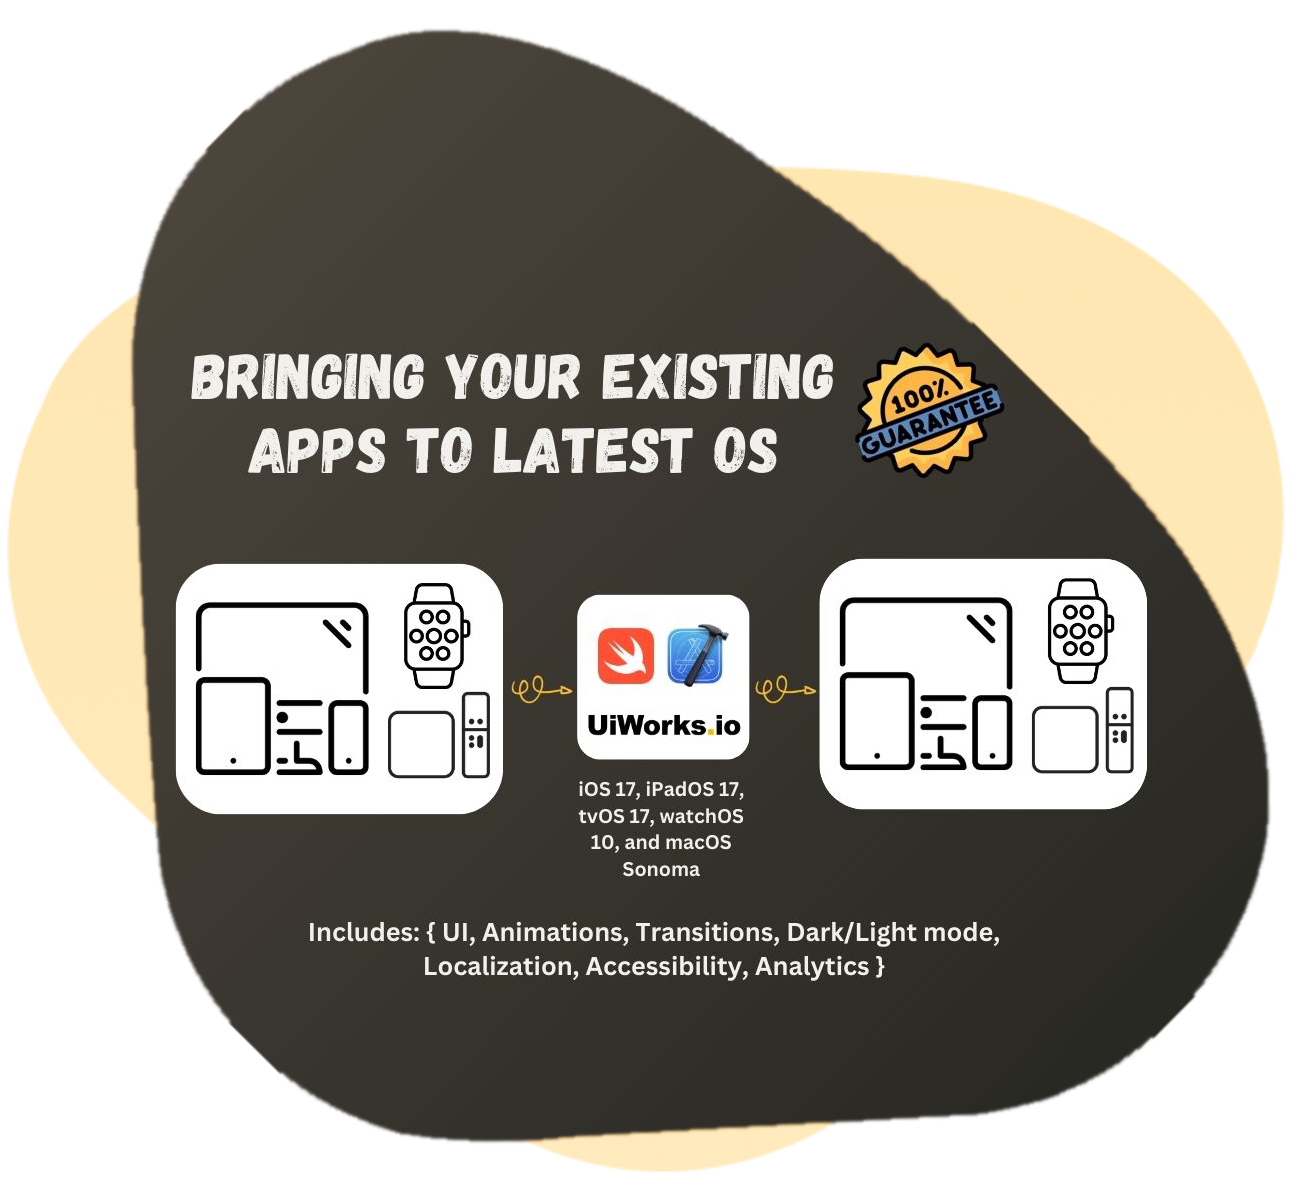 BRINGING YOUR EXISTING
APPS TO LATEST OS
100%
GUARANTEE
UiWorks.io
iOS 17, iPadOS 17,
tvOS 17, watchOS
10, and macOS
Sonoma
Includes: { UI, Animations, Transitions, Dark/Light mode,
Localization, Accessibility, Analytics }